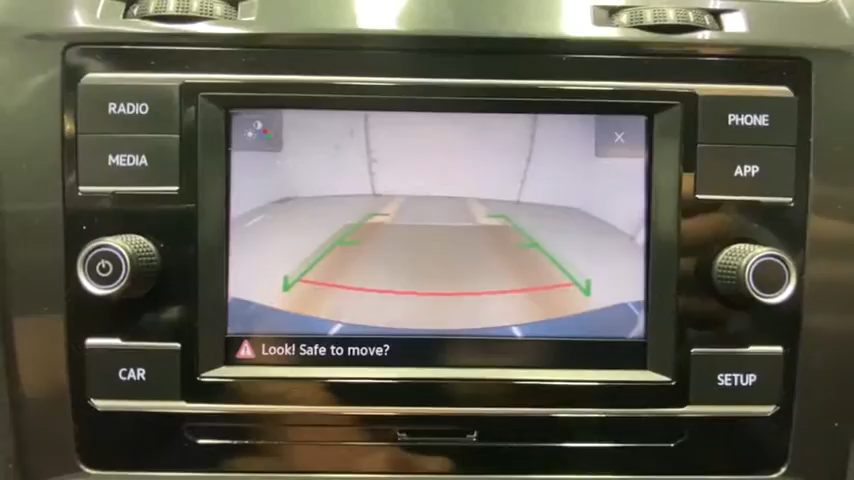 RADIO
MEDIA
PHONE
APP
Look! Safe to move?
CAR
SETUP